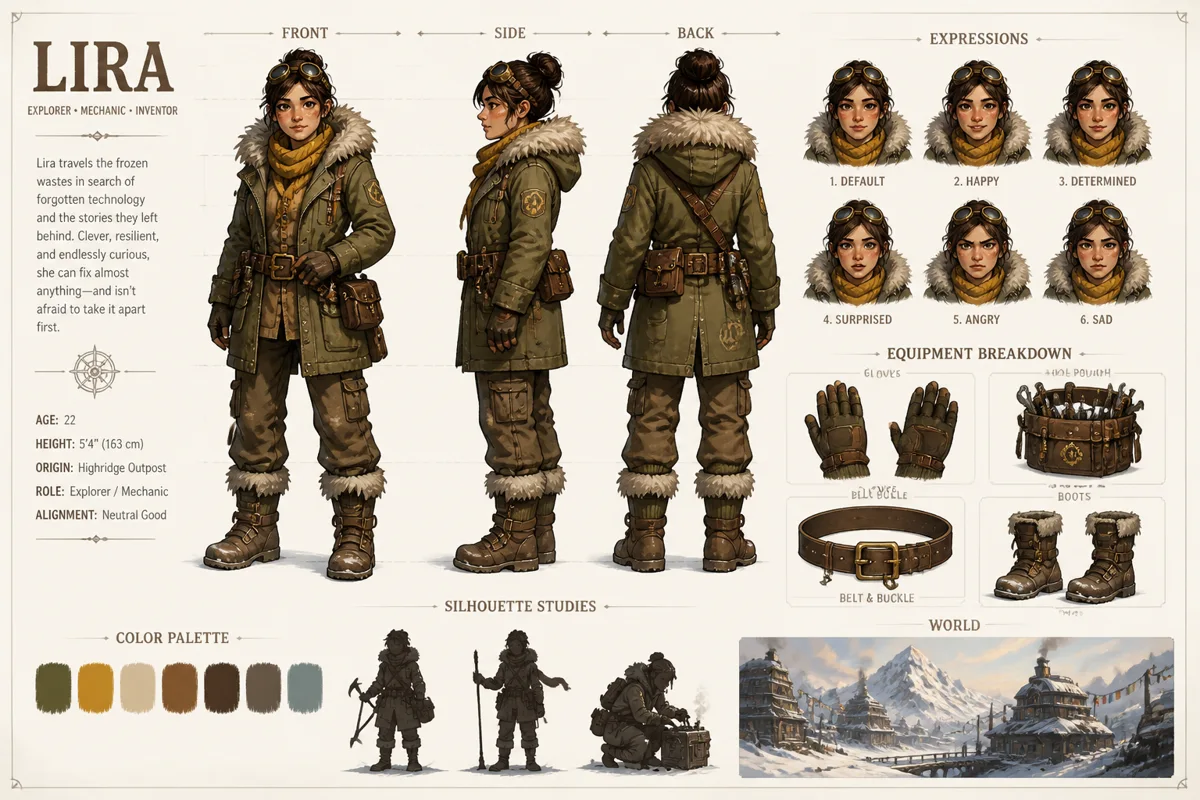 LIRA
EXPLORER • MECHANIC • INVENTOR
Lira travels the frozen
wastes in search of
forgotten technology
and the stories they left
behind. Clever, resilient,
and endlessly curious,
she can fix almost
anything—and isn't
afraid to take it apart
first.
AGE: 22
HEIGHT: 5'4" (163 cm)
ORIGIN: Highridge Outpost
ROLE: Explorer / Mechanic
ALIGNMENT: Neutral Good
FRONT
SIDE
BACK
EXPRESSIONS
1. DEFAULT
2. HAPPY
3. DETERMINED
4. SURPRISED
5. ANGRY
6. SAD
EQUIPMENT BREAKDOWN
GLOVES
BOOTS
BELT & BUCKLE
SILHOUETTE STUDIES
COLOR PALETTE
WORLD